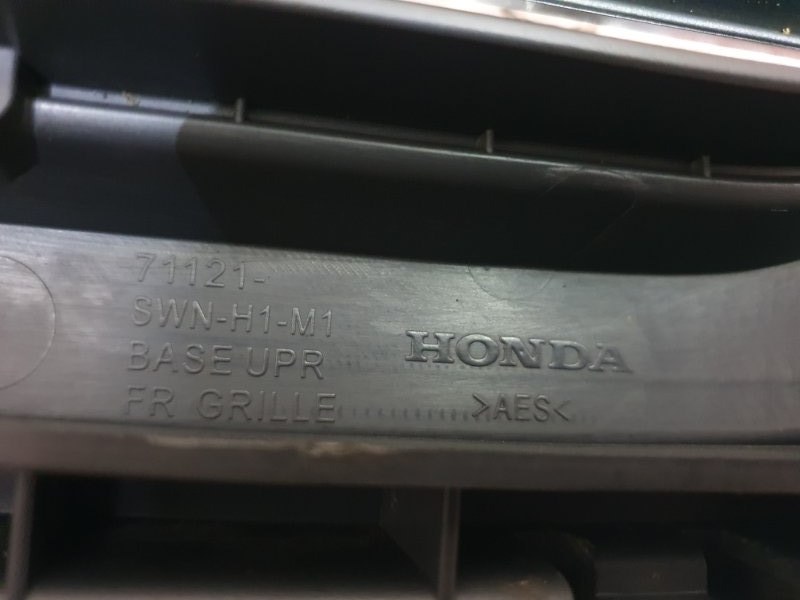 71121-
SWN-H1-M1
BASE UPR
FR GRILLE
HONDA
>AES<